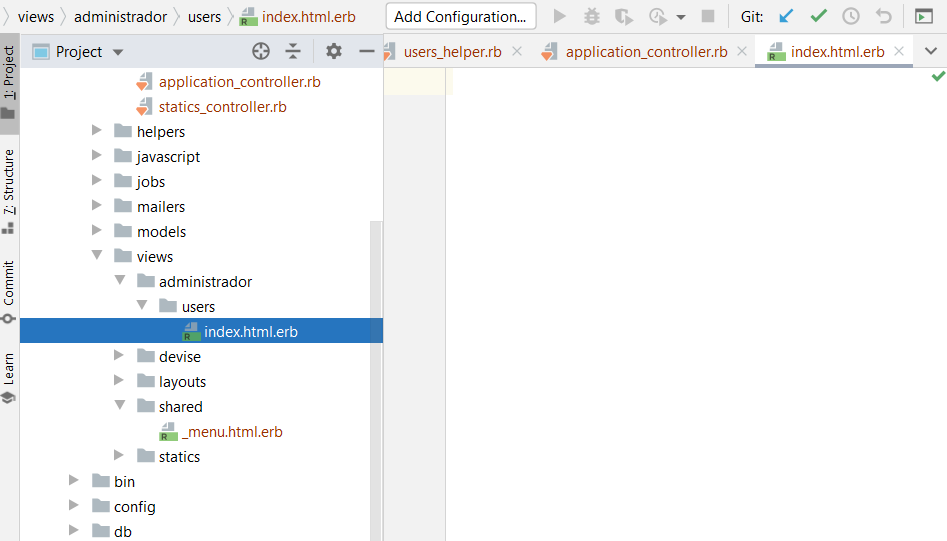 views administrador users index.html.erb Add Configuration... Git:
Project
users_helper.rb application_controller.rb index.html.erb
1: Project
7: Structure
Commit
Learn
application_controller.rb
statics_controller.rb
helpers
javascript
jobs
mailers
models
views
administrador
users
index.html.erb
devise
layouts
shared
_menu.html.erb
statics
bin
config
db